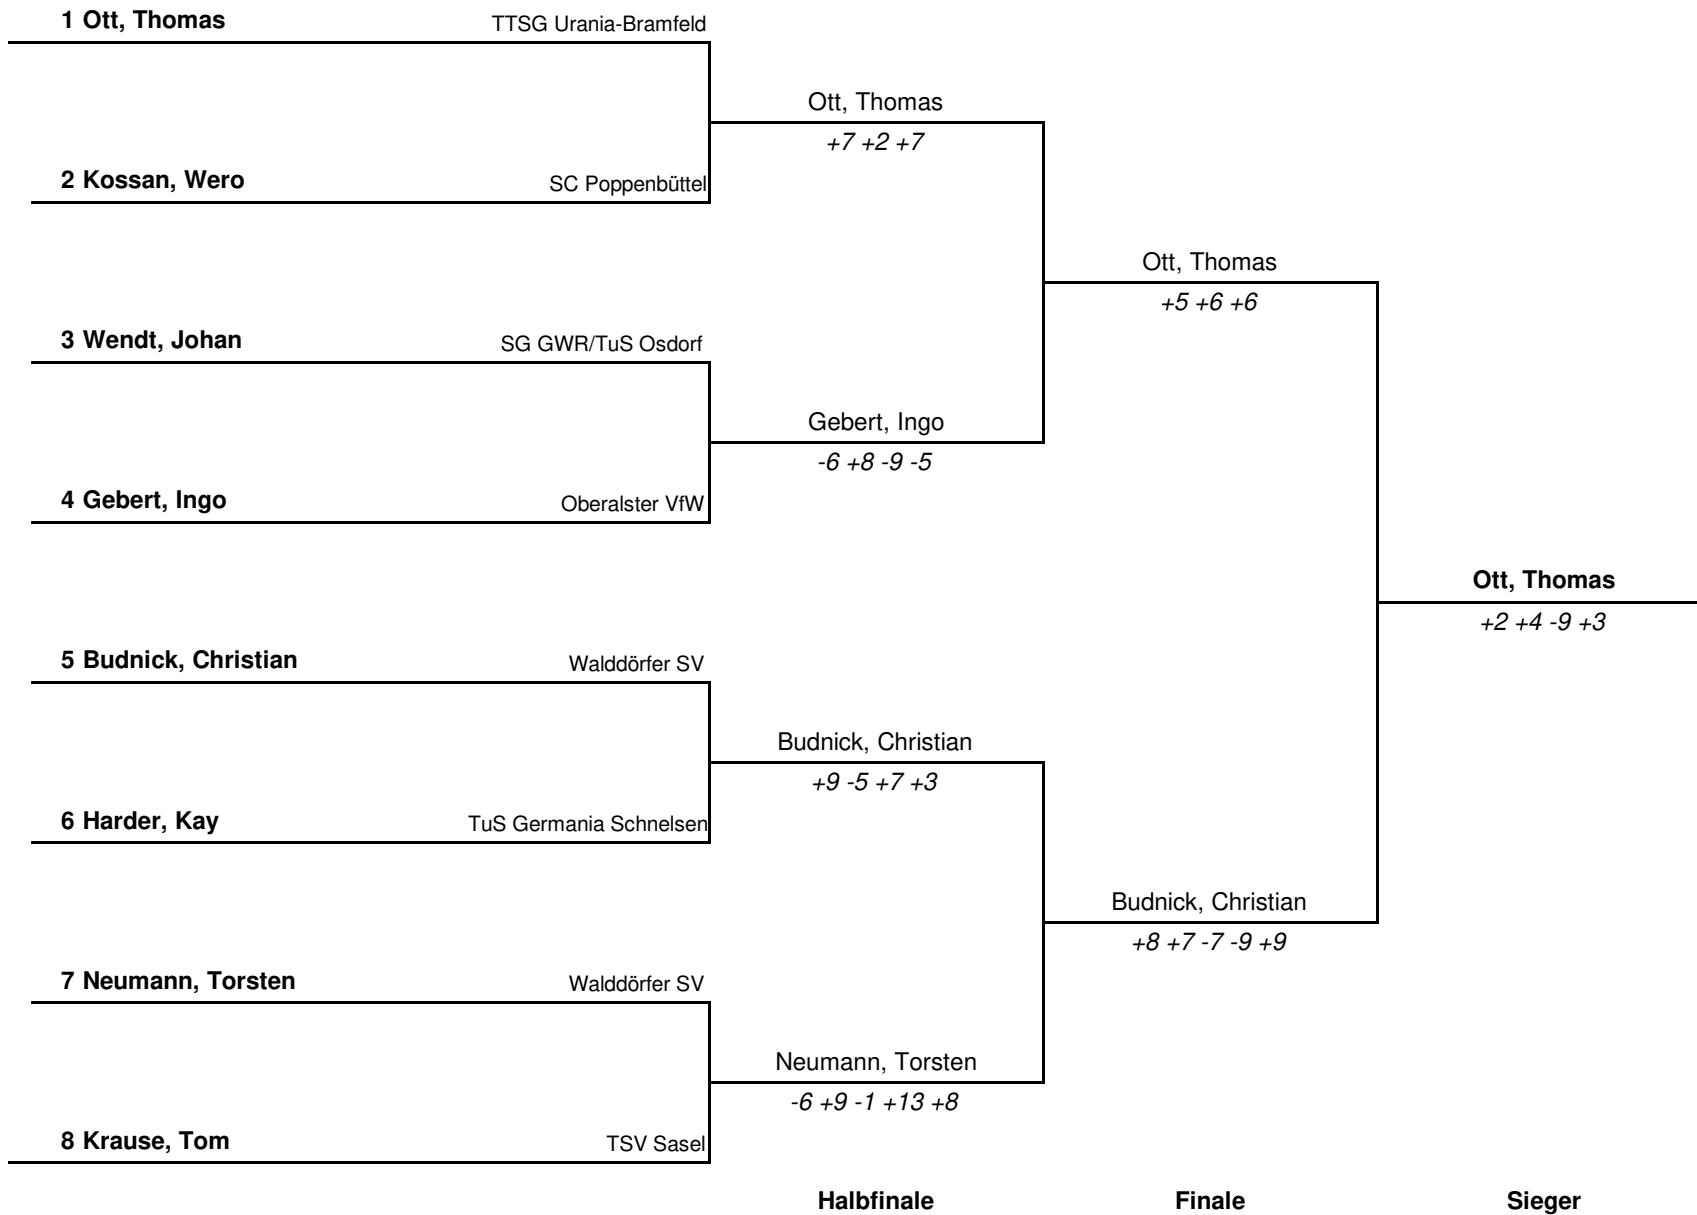 1 Ott, Thomas TTSG Urania-Bramfeld
Ott, Thomas
+7 +2 +7
2 Kossan, Wero SC Poppenbüttel
Ott, Thomas
+5 +6 +6
3 Wendt, Johan SG GWR/TuS Osdorf
Gebert, Ingo
-6 +8 -9 -5
4 Gebert, Ingo Oberalster VfW
Ott, Thomas
+2 +4 -9 +3
5 Budnick, Christian Walddörfer SV
Budnick, Christian
+9 -5 +7 +3
6 Harder, Kay TuS Germania Schnelsen
Budnick, Christian
+8 +7 -7 -9 +9
7 Neumann, Torsten Walddörfer SV
Neumann, Torsten
-6 +9 -1 +13 +8
8 Krause, Tom TSV Sasel
Halbfinale Finale Sieger